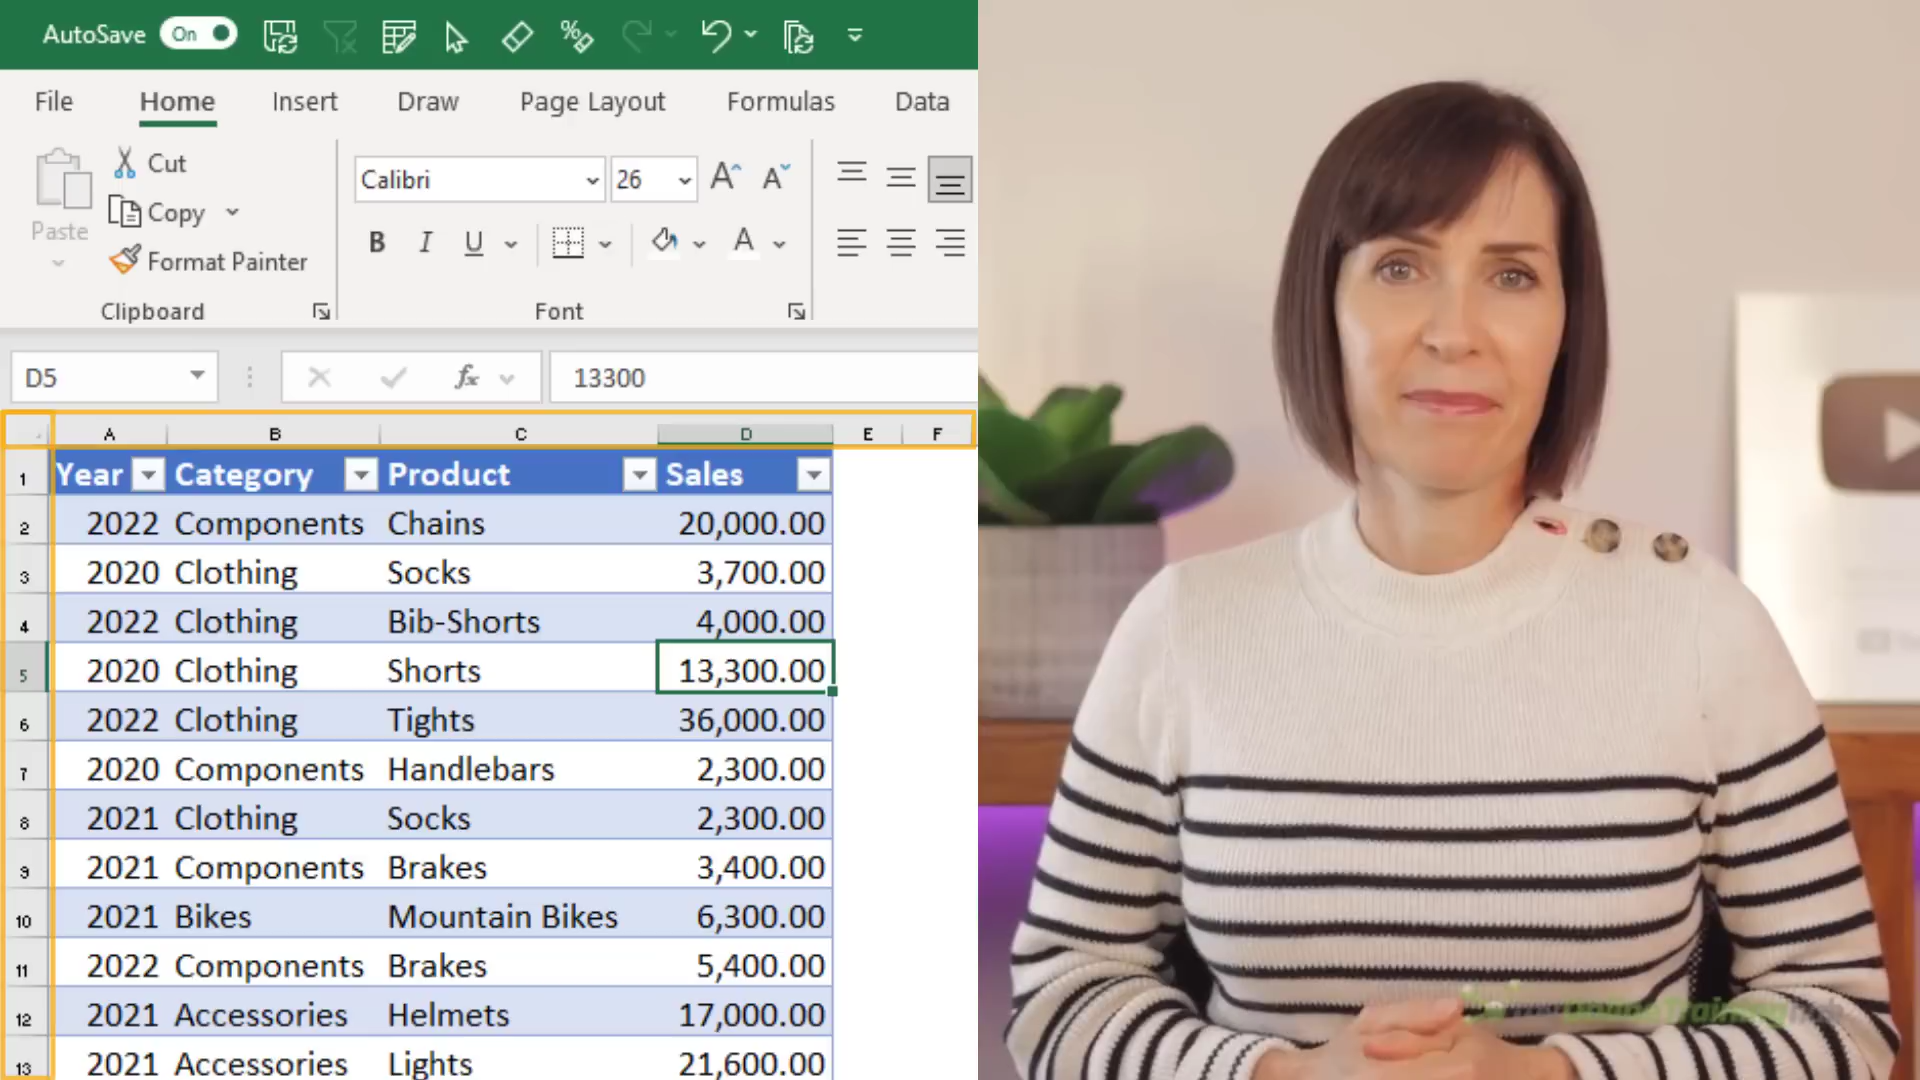 AutoSave On
File Home Insert Draw Page Layout Formulas Data
Cut
Copy
Paste
Format Painter
Clipboard
Calibri 26
B I U A
Font
D5 fx 13300
A B C D E F
1 Year Category Product Sales
2 2022 Components Chains 20,000.00
3 2020 Clothing Socks 3,700.00
4 2022 Clothing Bib-Shorts 4,000.00
5 2020 Clothing Shorts 13,300.00
6 2022 Clothing Tights 36,000.00
7 2020 Components Handlebars 2,300.00
8 2021 Clothing Socks 2,300.00
9 2021 Components Brakes 3,400.00
10 2021 Bikes Mountain Bikes 6,300.00
11 2022 Components Brakes 5,400.00
12 2021 Accessories Helmets 17,000.00
13 2021 Accessories Lights 21,600.00